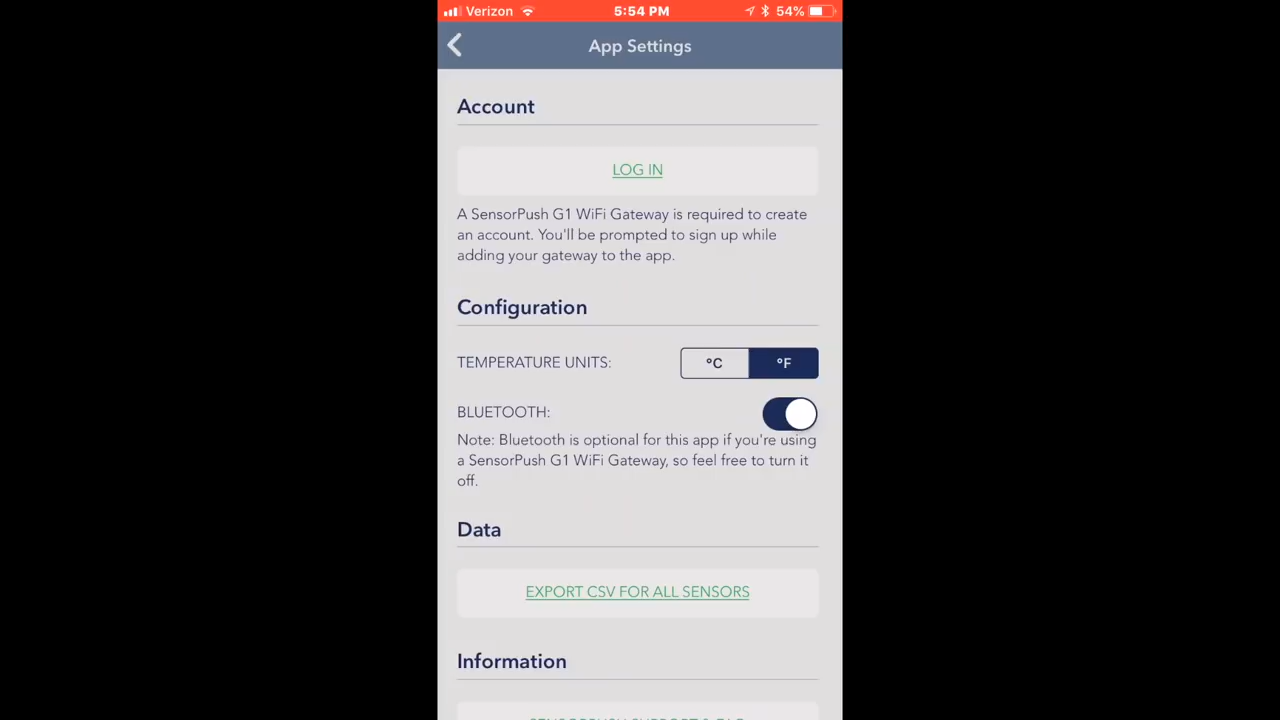 Verizon 5:54 PM 54%
App Settings
Account
LOG IN
A SensorPush G1 WiFi Gateway is required to create
an account. You'll be prompted to sign up while
adding your gateway to the app.
Configuration
TEMPERATURE UNITS: °C °F
BLUETOOTH:
Note: Bluetooth is optional for this app if you're using
a SensorPush G1 WiFi Gateway, so feel free to turn it
off.
Data
EXPORT CSV FOR ALL SENSORS
Information
SENSORPUSH SUPPORT & FAQ